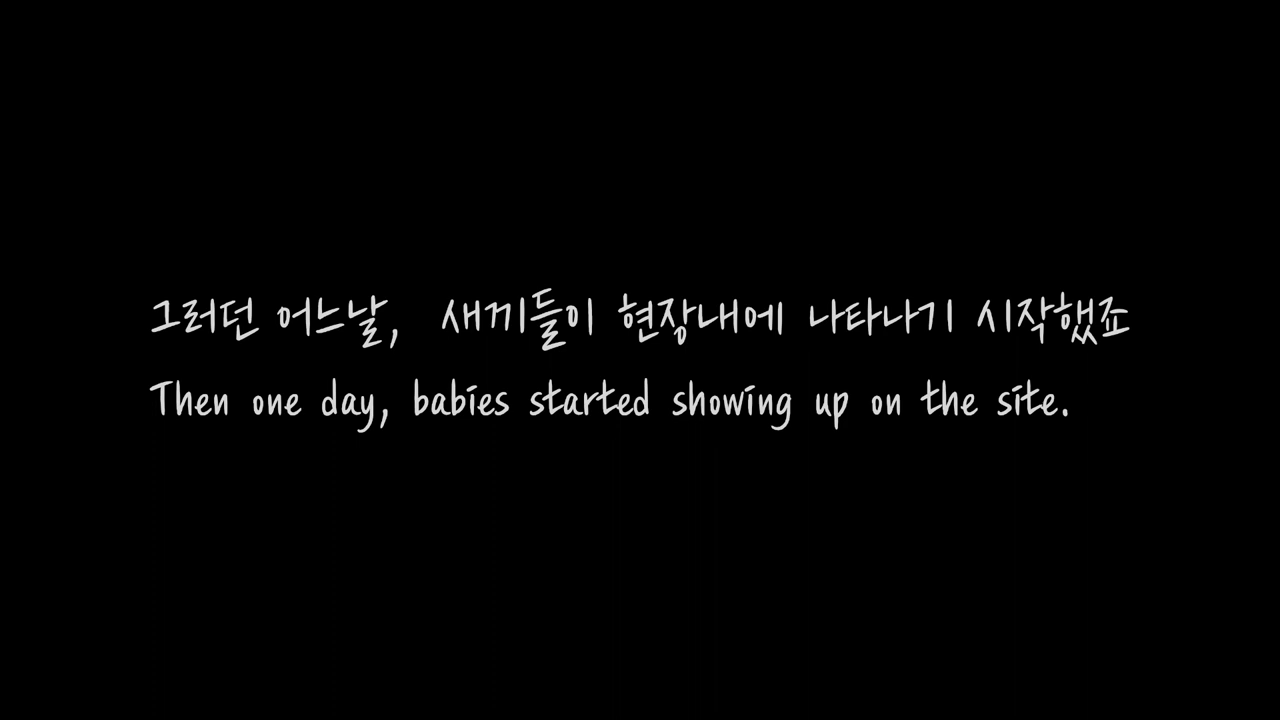 그러던 어느날, 새끼들이 현장내에 나타나기 시작했죠
Then one day, babies started showing up on the site.